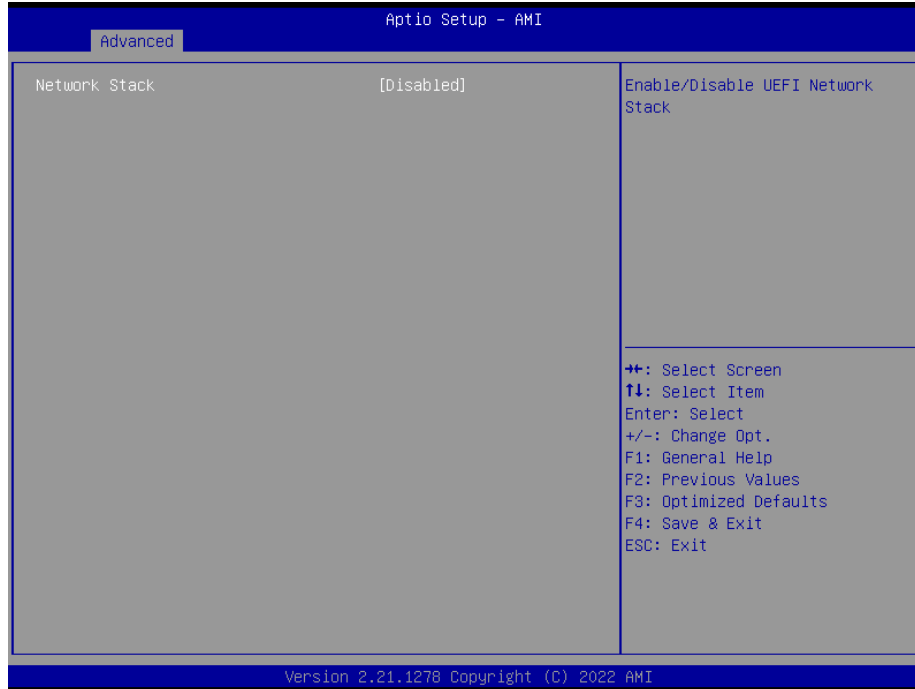 Aptio Setup – AMI
Advanced
Network Stack [Disabled]
Enable/Disable UEFI Network
Stack
→←: Select Screen
↑↓: Select Item
Enter: Select
+/-: Change Opt.
F1: General Help
F2: Previous Values
F3: Optimized Defaults
F4: Save & Exit
ESC: Exit
Version 2.21.1278 Copyright (C) 2022 AMI